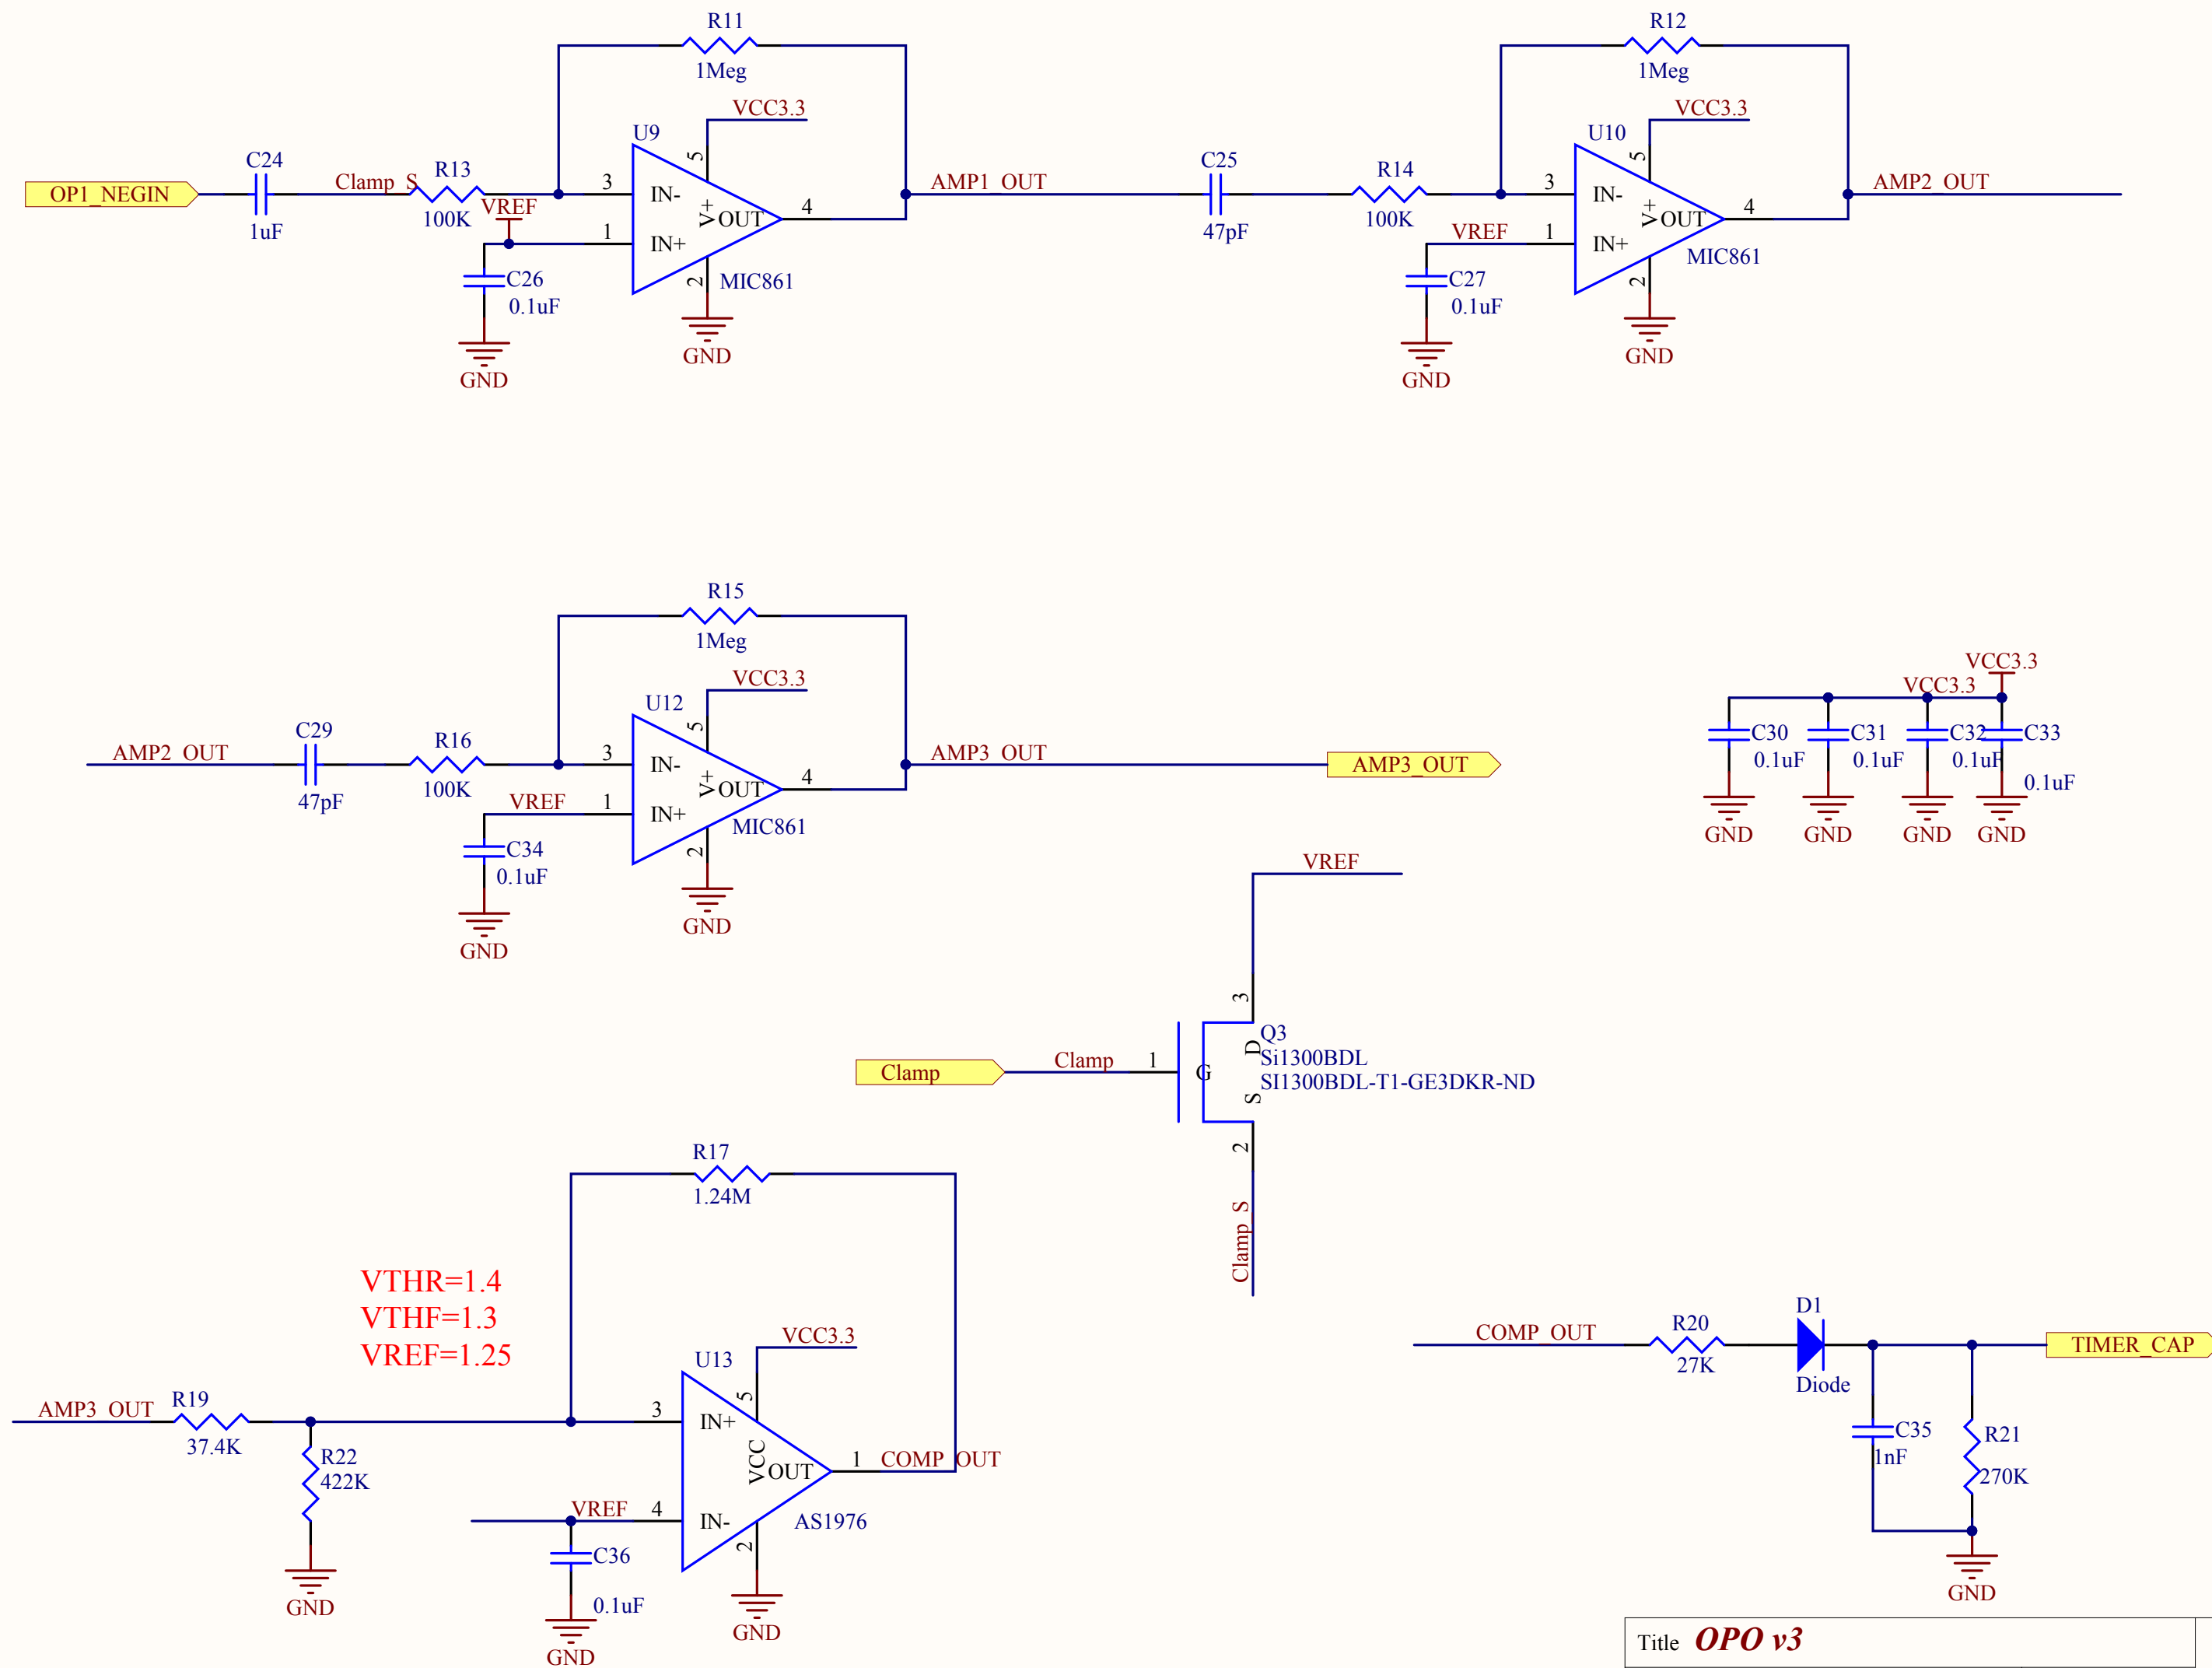 R11
1Meg
VCC3.3
U9
5
C24
OP1_NEGIN
1uF
Clamp_S
R13
100K
VREF
3
IN-
1
IN+
V+
OUT
4
AMP1_OUT
C26
0.1uF
2
MIC861
GND
GND
C25
47pF
R14
100K
R12
1Meg
VCC3.3
U10
5
3
IN-
VREF
1
IN+
V+
OUT
4
AMP2_OUT
C27
0.1uF
2
MIC861
GND
GND
R15
1Meg
VCC3.3
U12
5
AMP2_OUT
C29
47pF
R16
100K
3
IN-
VREF
1
IN+
V+
OUT
4
AMP3_OUT
AMP3_OUT
C34
0.1uF
2
MIC861
GND
GND
VCC3.3
VCC3.3
C30
0.1uF
C31
0.1uF
C32
0.1uF
C33
0.1uF
GND
GND
GND
GND
VREF
3
D
Q3
Si1300BDL
SI1300BDL-T1-GE3DKR-ND
Clamp
Clamp
1
G
S
2
Clamp_S
R17
1.24M
VTHR=1.4
VTHF=1.3
VREF=1.25
VCC3.3
U13
5
AMP3_OUT
R19
37.4K
R22
422K
GND
3
IN+
VCC
OUT
1
COMP_OUT
VREF
4
IN-
AS1976
2
C36
0.1uF
GND
GND
COMP_OUT
R20
27K
D1
Diode
TIMER_CAP
C35
1nF
R21
270K
GND
Title OPO v3